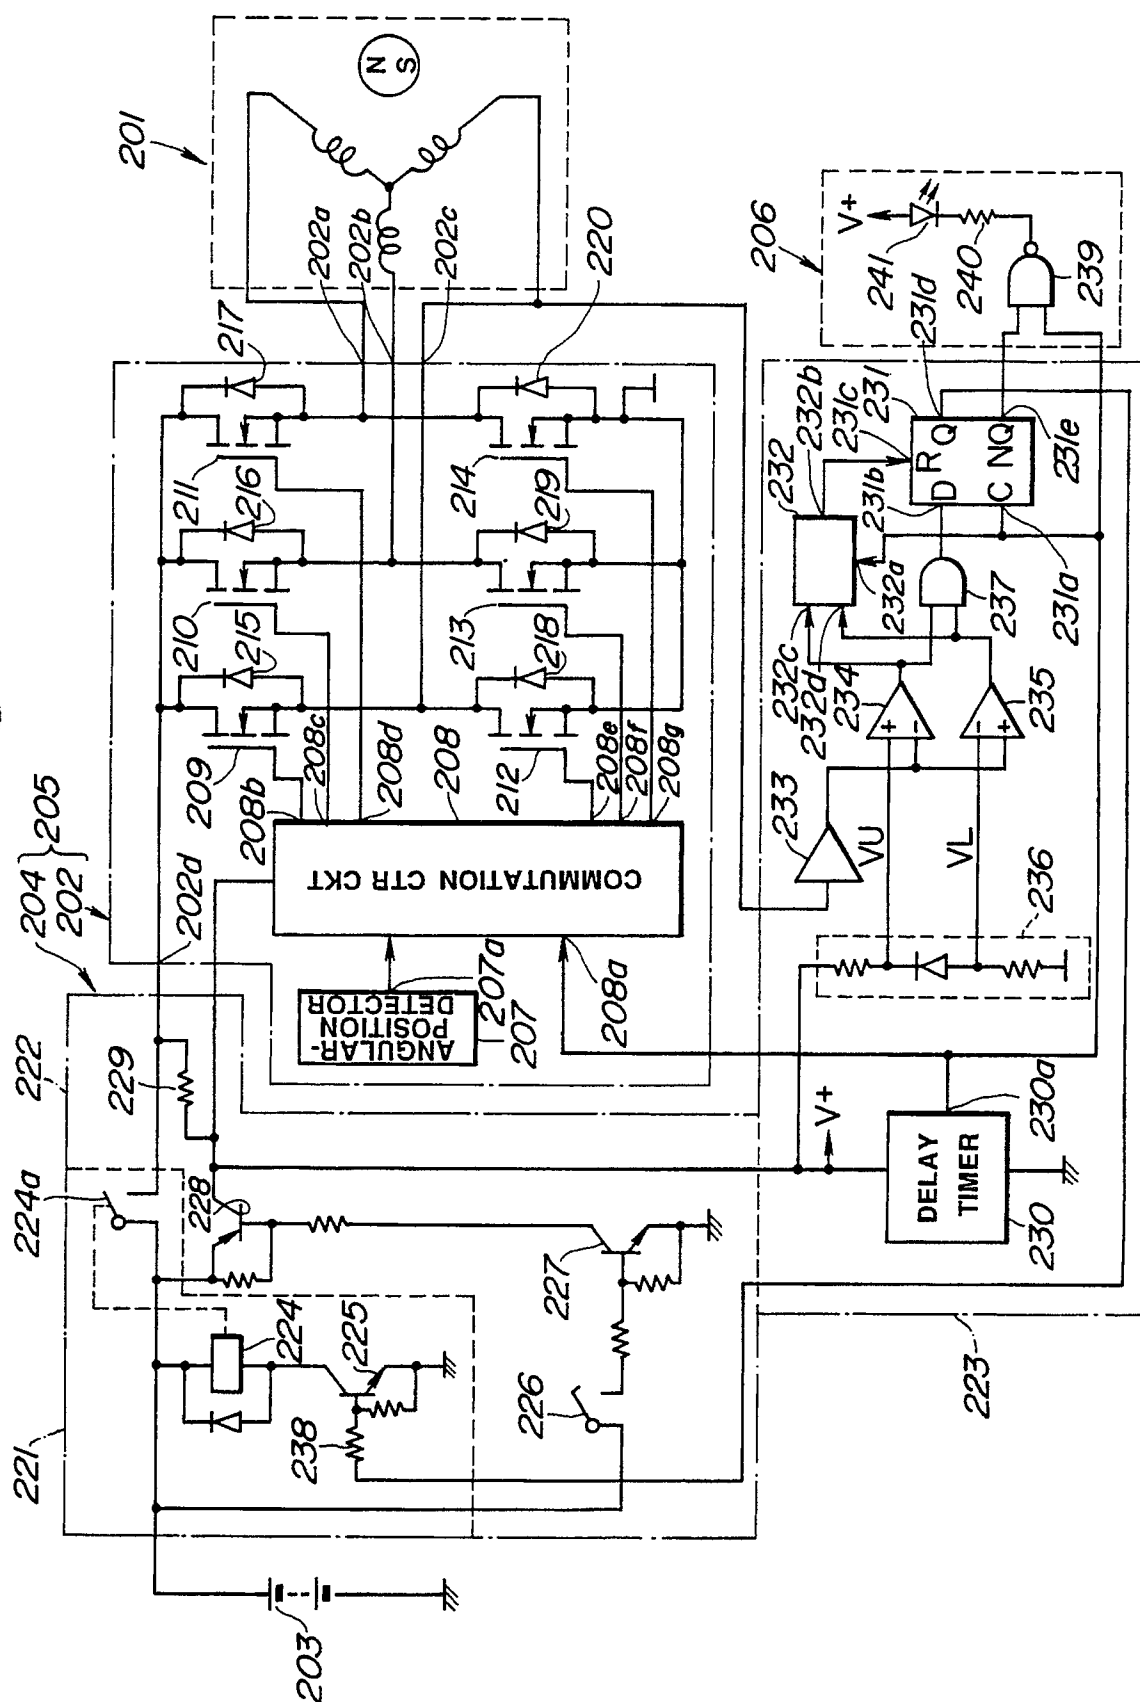 201
N
S
202a
202b
202c
220
217
211
216
214
219
210
215
213
218
209
212
208b
208c
208d
208
208e
208f
208g
COMMUTATION CTR CKT
205
204
202
202d
ANGULAR-
POSITION
DETECTOR
207a
207
208a
222
229
224a
228
221
224
225
238
226
227
203
223
V+
DELAY
TIMER
230
230a
236
VU
VL
233
234
235
232c
232d
232
232b
232a
237
231a
231b
231c
231
231d
231e
D
R
Q
C
NQ
206
V+
241
240
239